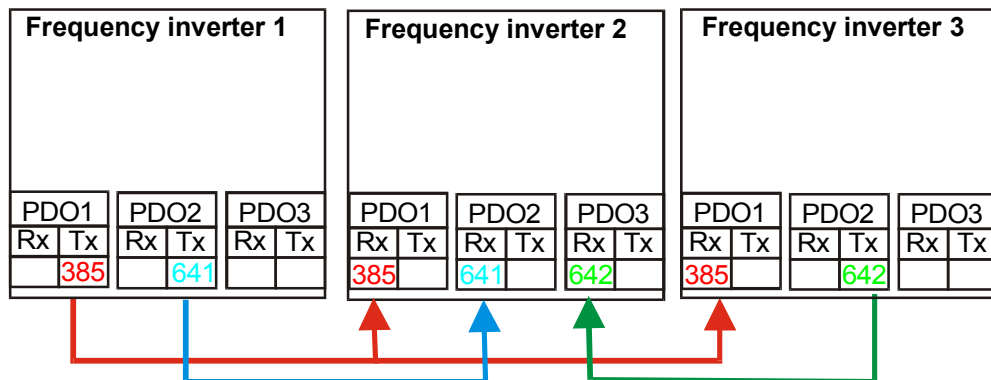 Frequency inverter 1
Frequency inverter 2
Frequency inverter 3
PDO1 PDO2 PDO3
Rx Tx Rx Tx Rx Tx
385 641
PDO1 PDO2 PDO3
Rx Tx Rx Tx Rx Tx
385 641 642
PDO1 PDO2 PDO3
Rx Tx Rx Tx Rx Tx
385 642